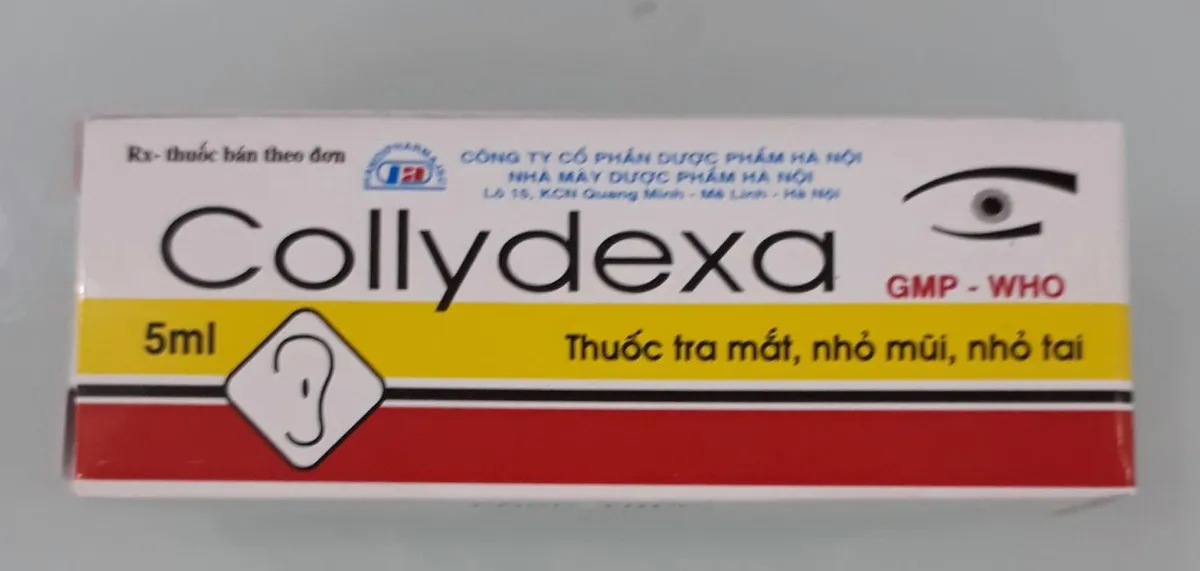 Rx- thuốc bán theo đơn
CÔNG TY CỔ PHẦN DƯỢC PHẨM HÀ NỘI
NHÀ MÁY DƯỢC PHẨM HÀ NỘI
Lô 15, KCN Quang Minh - Mê Linh - Hà Nội
Collydexa
GMP - WHO
5ml
Thuốc tra mắt, nhỏ mũi, nhỏ tai